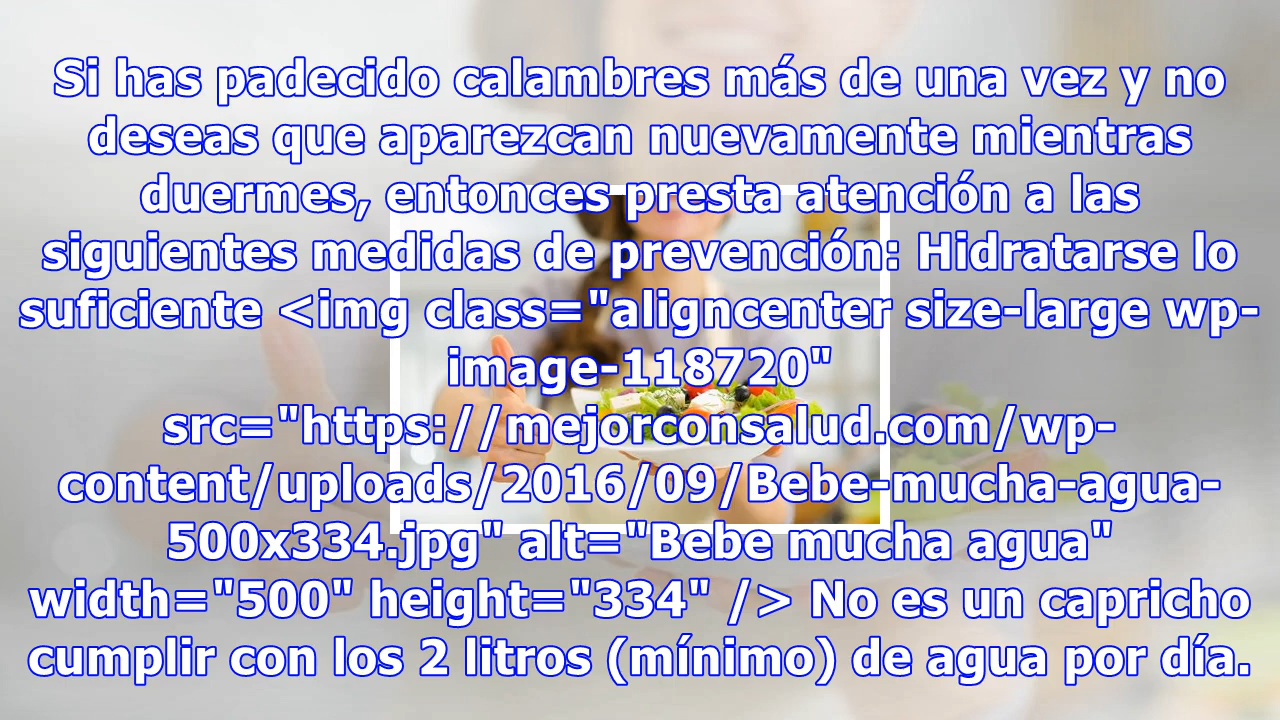 Si has padecido calambres más de una vez y no
deseas que aparezcan nuevamente mientras
duermes, entonces presta atención a las
siguientes medidas de prevención: Hidratarse lo
suficiente <img class="aligncenter size-large wp-
image-118720"
src="https://mejorconsalud.com/wp-
content/uploads/2016/09/Bebe-mucha-agua-
500x334.jpg" alt="Bebe mucha agua"
width="500" height="334" /> No es un capricho
cumplir con los 2 litros (mínimo) de agua por día.